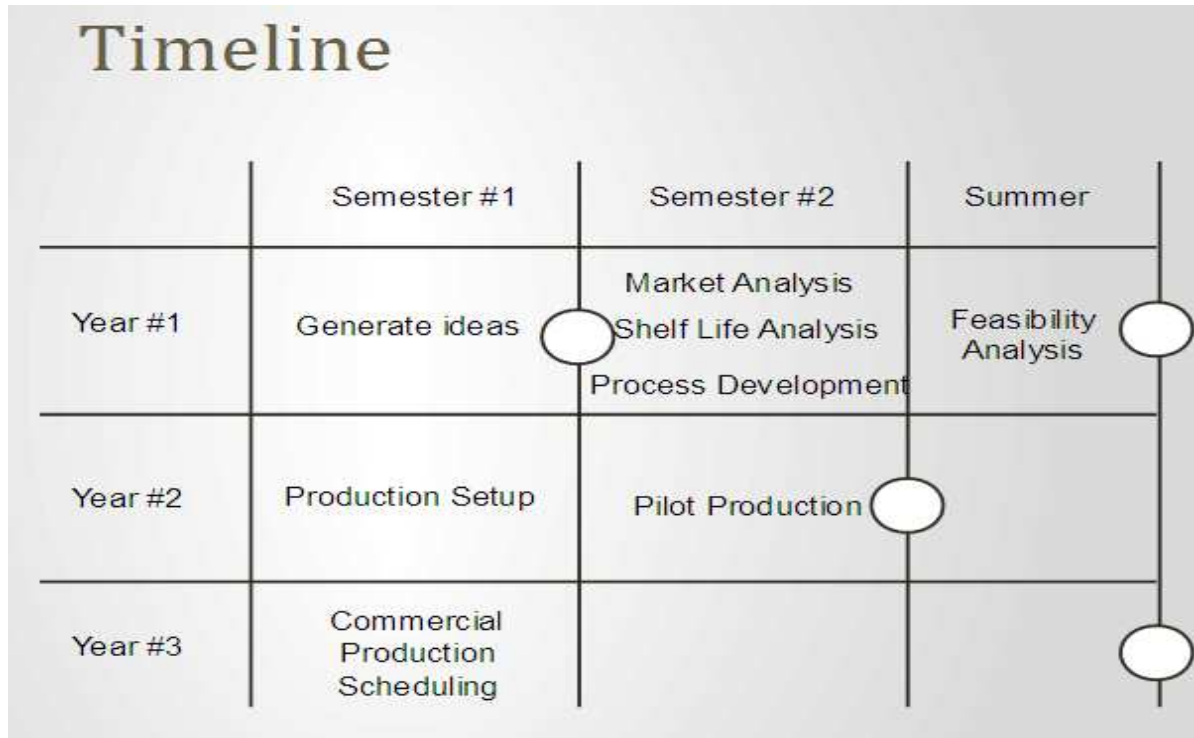 Timeline
Semester #1
Semester #2
Summer
Year #1
Generate ideas
Market Analysis
Shelf Life Analysis
Process Development
Feasibility
Analysis
Year #2
Production Setup
Pilot Production
Year #3
Commercial
Production
Scheduling